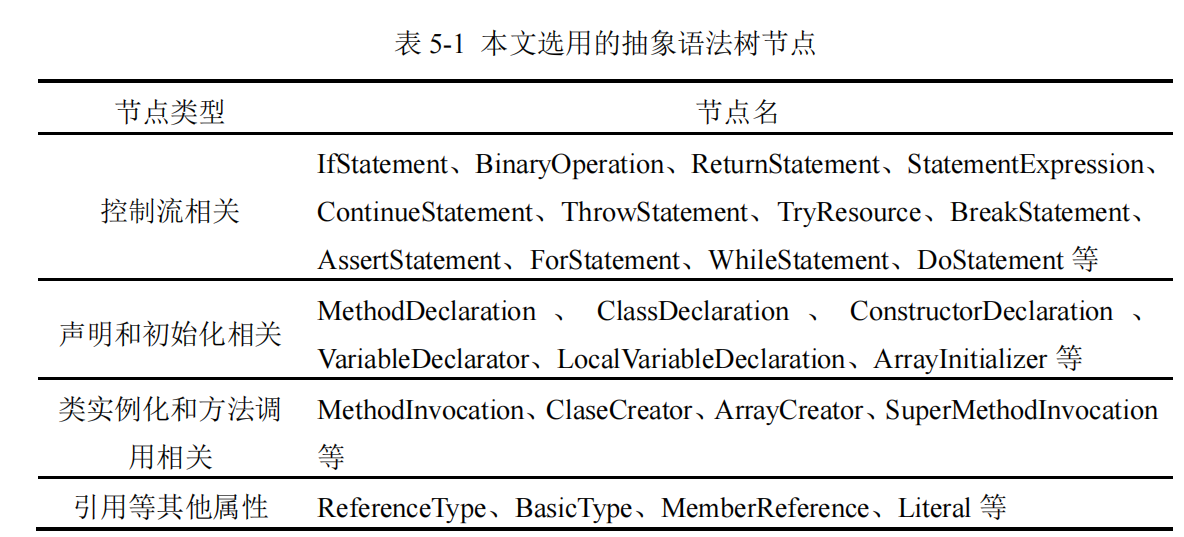 表 5-1 本文选用的抽象语法树节点
节点类型 节点名
控制流相关 IfStatement、BinaryOperation、ReturnStatement、StatementExpression、
ContinueStatement、ThrowStatement、TryResource、BreakStatement、
AssertStatement、ForStatement、WhileStatement、DoStatement 等
声明和初始化相关 MethodDeclaration 、 ClassDeclaration 、 ConstructorDeclaration 、
VariableDeclarator、LocalVariableDeclaration、ArrayInitializer 等
类实例化和方法调 MethodInvocation、ClaseCreator、ArrayCreator、SuperMethodInvocation
用相关 等
引用等其他属性 ReferenceType、BasicType、MemberReference、Literal 等